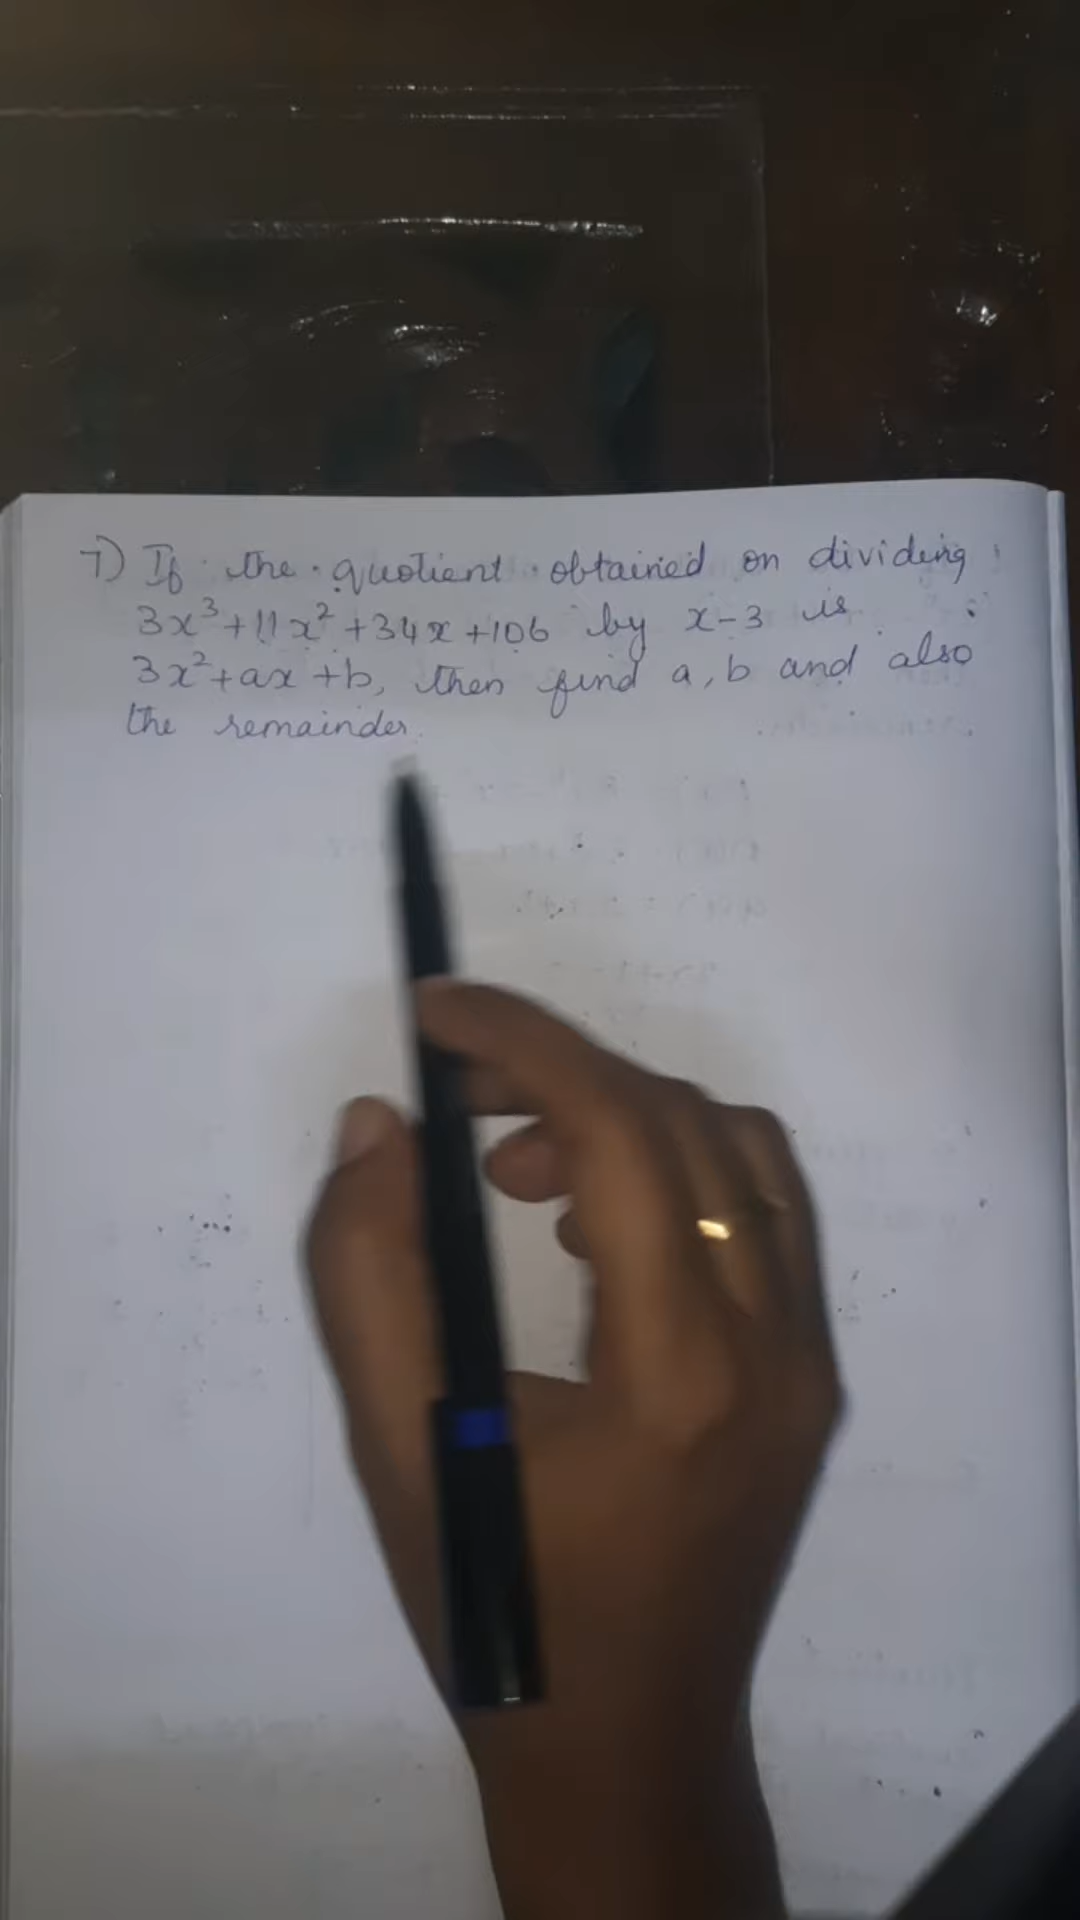 7) If the quotient obtained on dividing
3x³+11x²+34x+106 by x-3 is
3x²+ax+b, then find a, b and also
the remainder.